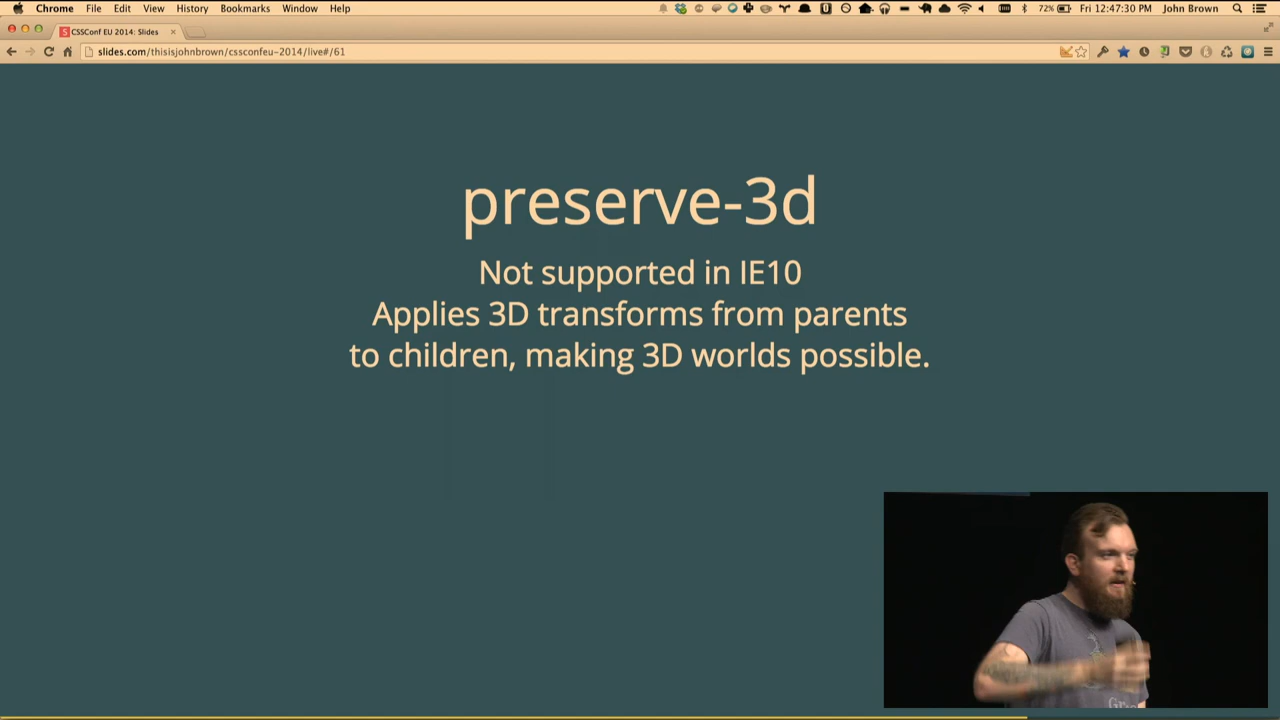 Chrome File Edit View History Bookmarks Window Help 72% Fri 12:47:30 PM John Brown
CSSConf EU 2014: Slides
slides.com/thisisjohnbrown/cssconfeu-2014/live#/61
preserve-3d
Not supported in IE10
Applies 3D transforms from parents
to children, making 3D worlds possible.